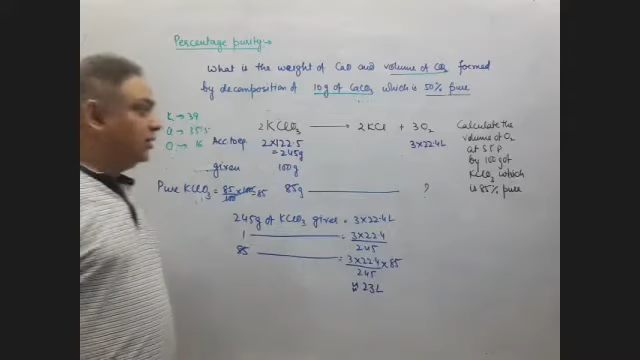 Percentage purity:-
What is the weight of CaO and volume of CO₂ formed
by decomposition of 10g of CaCO₃ which is 50% pure
K → 39
Cl → 35.5
O → 16
2KClO₃ ⟶ 2KCl + 3O₂
2×122.5 3×22.4L
= 245g
given 100g
Pure KClO₃ = 85/100 × 100 = 85 85g ?
Calculate the
volume of O₂
at STP
by 100g of
KClO₃ which
is 85% pure
245g of KClO₃ gives = 3×22.4L
1 = 3×22.4/245
85 = 3×22.4/245 × 85
≈ 23L